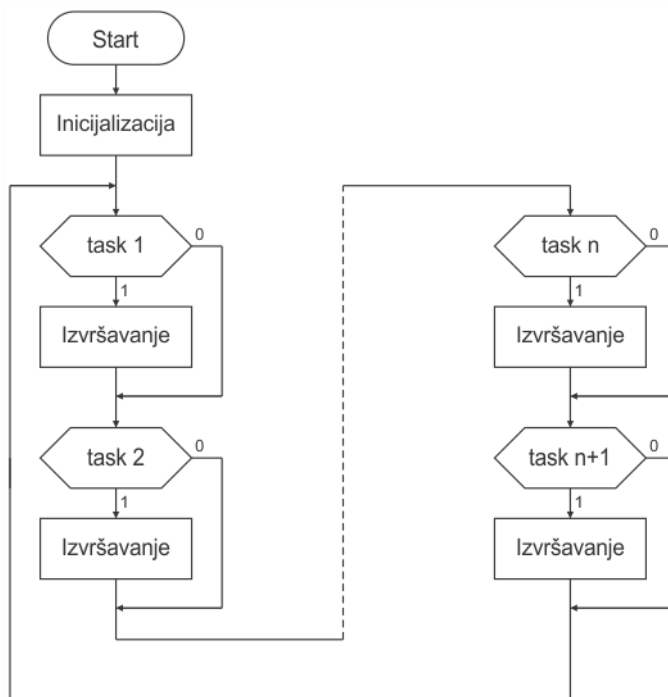 Start
Inicijalizacija
task 1
0
1
Izvršavanje
task 2
0
1
Izvršavanje
task n
0
1
Izvršavanje
task n+1
0
1
Izvršavanje